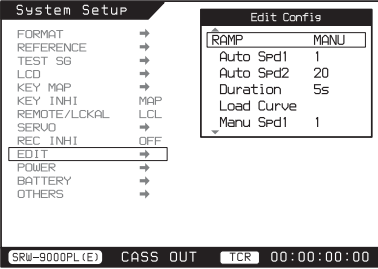 System Setup
FORMAT →
REFERENCE →
TEST SG →
LCD →
KEY MAP →
KEY INHI MAP
REMOTE/LCKAL LCL
SERVO →
REC INHI OFF
EDIT →
POWER →
BATTERY →
OTHERS →
Edit Config
RAMP MANU
Auto Spd1 1
Auto Spd2 20
Duration 5s
Load Curve
Manu Spd1 1
SRW-9000PL(E) CASS OUT TCR 00:00:00:00